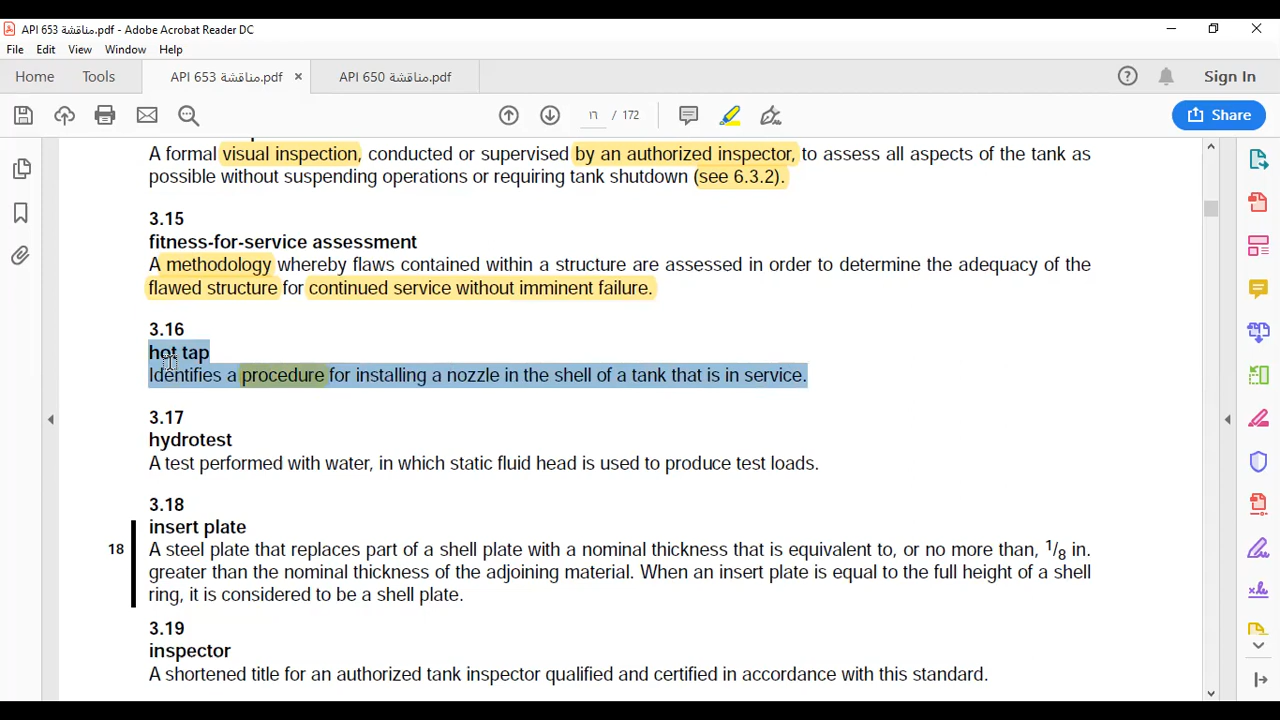 API 653 مناقشة.pdf - Adobe Acrobat Reader DC
File Edit View Window Help
Home Tools API 653 مناقشة.pdf × API 650 مناقشة.pdf Sign In
١٦ / 172 Share
A formal visual inspection, conducted or supervised by an authorized inspector, to assess all aspects of the tank as
possible without suspending operations or requiring tank shutdown (see 6.3.2).
3.15
fitness-for-service assessment
A methodology whereby flaws contained within a structure are assessed in order to determine the adequacy of the
flawed structure for continued service without imminent failure.
3.16
hot tap
Identifies a procedure for installing a nozzle in the shell of a tank that is in service.
3.17
hydrotest
A test performed with water, in which static fluid head is used to produce test loads.
3.18
insert plate
18 A steel plate that replaces part of a shell plate with a nominal thickness that is equivalent to, or no more than, 1/8 in.
greater than the nominal thickness of the adjoining material. When an insert plate is equal to the full height of a shell
ring, it is considered to be a shell plate.
3.19
inspector
A shortened title for an authorized tank inspector qualified and certified in accordance with this standard.